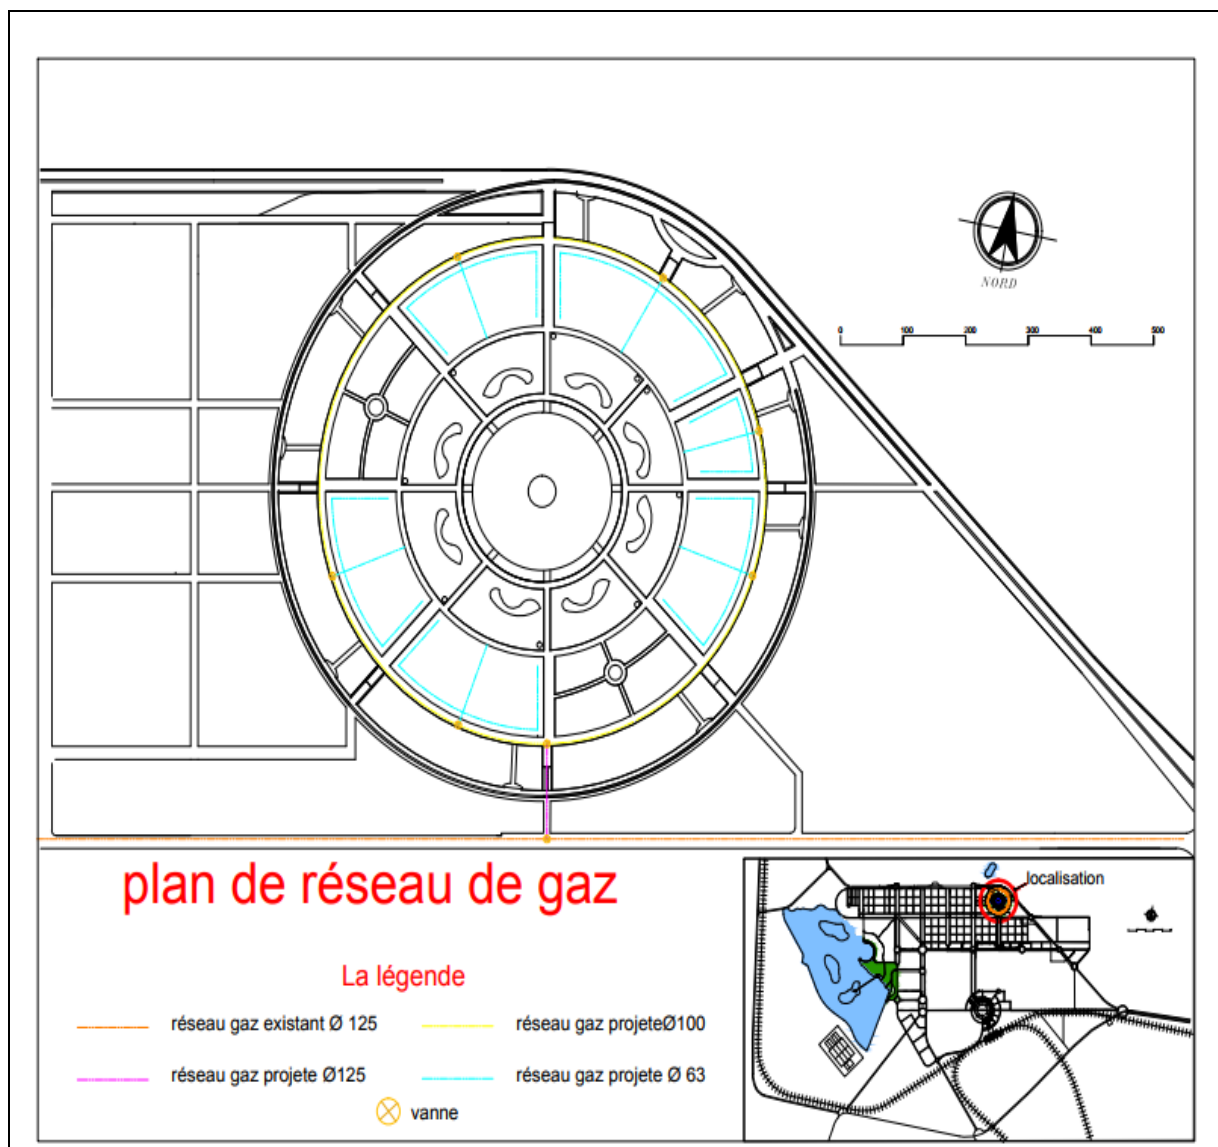 NORD
0 100 200 300 400 500
plan de réseau de gaz
localisation
La légende
réseau gaz existant Ø 125
réseau gaz projeteØ100
réseau gaz projete Ø125
réseau gaz projete Ø 63
vanne